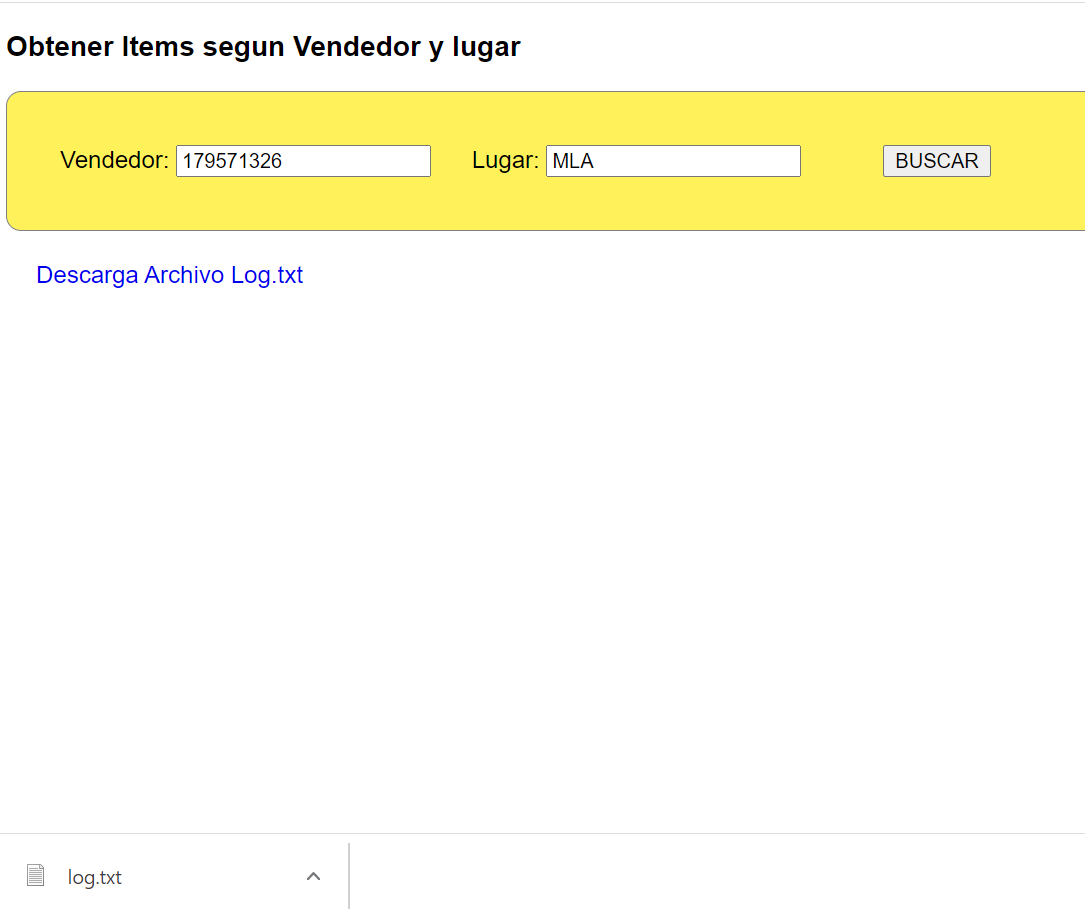 Obtener Items segun Vendedor y lugar
Vendedor: 179571326 Lugar: MLA BUSCAR
Descarga Archivo Log.txt
log.txt